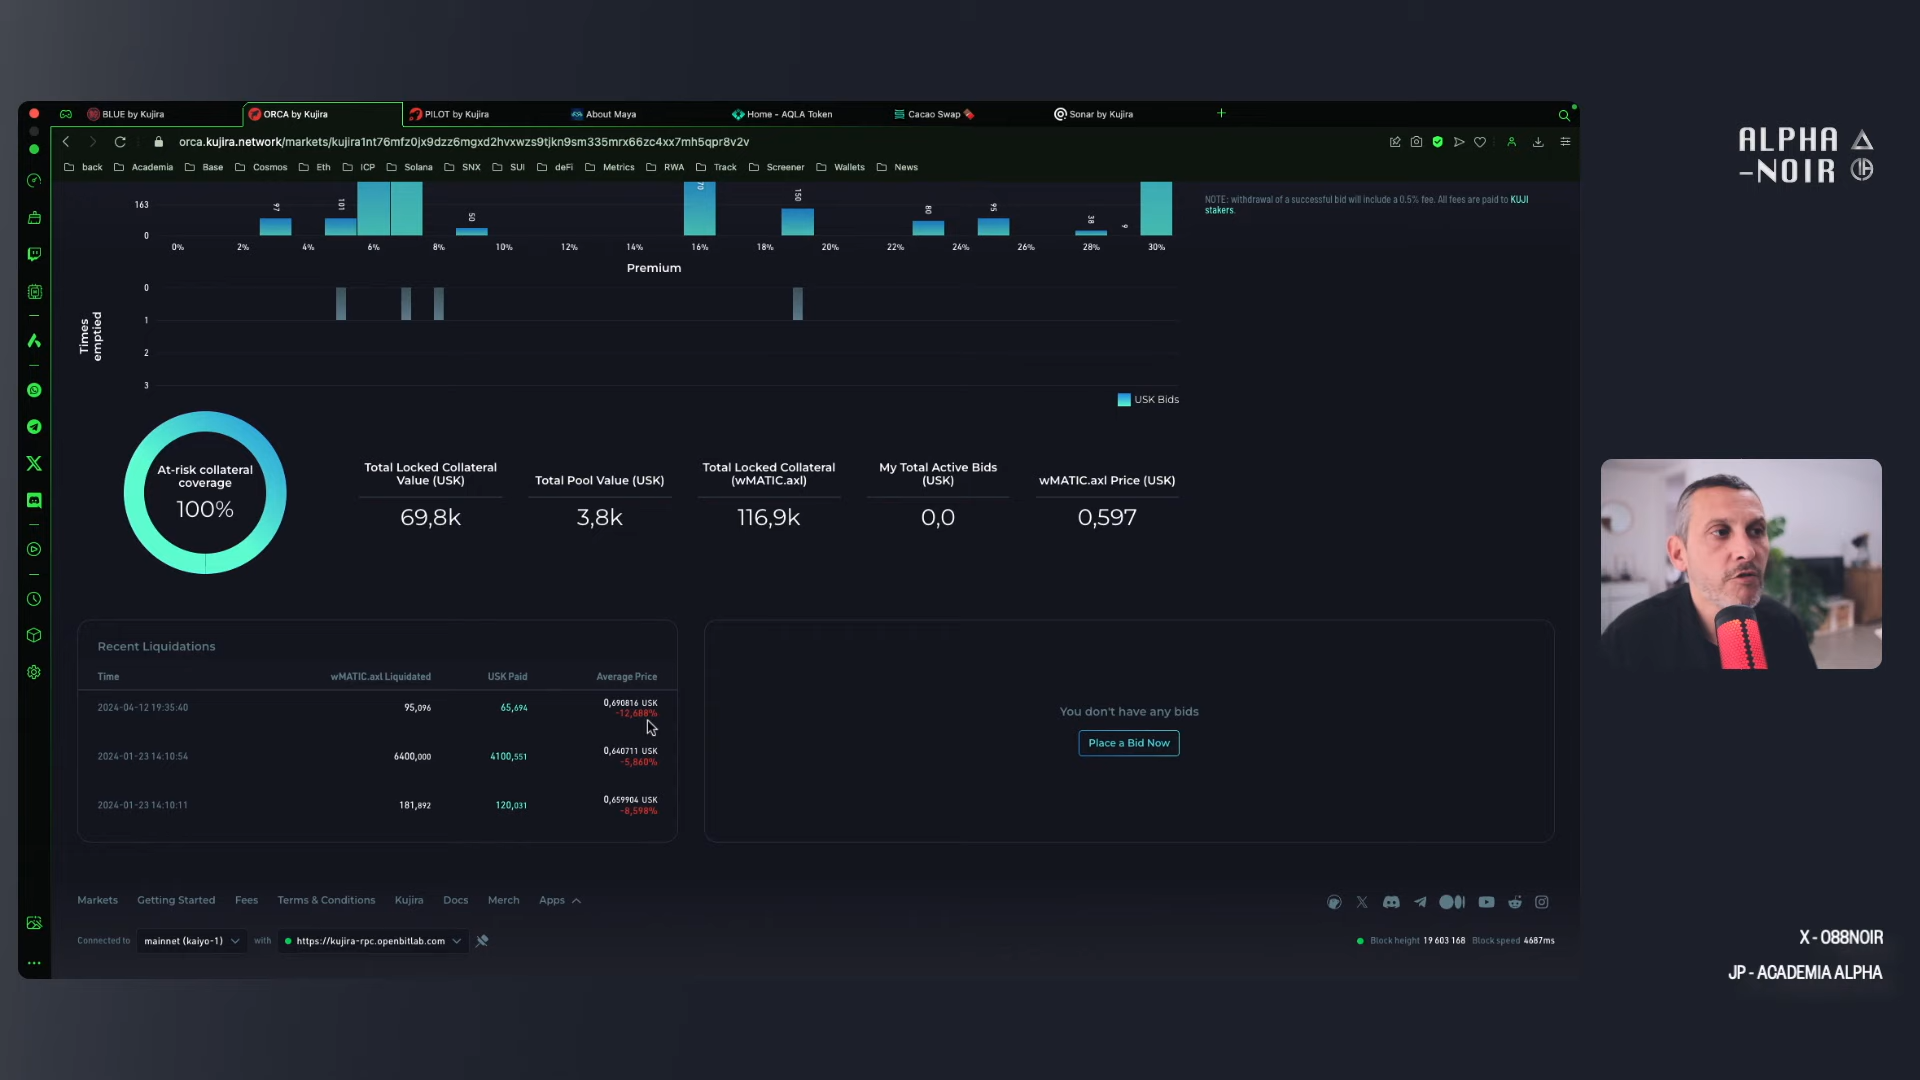 BLUE by Kujira
ORCA by Kujira
PILOT by Kujira
About Maya
Home - AQLA Token
Cacao Swap
Sonar by Kujira
orca.kujira.network/markets/kujira1nt76mfz0jx9dzz6mgxd2hvxwzs9tjkn9sm335mrx66zc4xx7mh5qpr8v2v
back
Academia
Base
Cosmos
Eth
ICP
Solana
SNX
SUI
deFi
Metrics
RWA
Track
Screener
Wallets
News
NOTE: withdrawal of a successful bid will include a 0.5% fee. All fees are paid to KUJI
stakers.
163
0
97
101
50
70
150
80
95
38
9
0%
2%
4%
6%
8%
10%
12%
14%
16%
18%
20%
22%
24%
26%
28%
30%
Premium
Times
emptied
0
1
2
3
USK Bids
At-risk collateral
coverage
100%
Total Locked Collateral
Value (USK)
69,8k
Total Pool Value (USK)
3,8k
Total Locked Collateral
(wMATIC.axl)
116,9k
My Total Active Bids
(USK)
0,0
wMATIC.axl Price (USK)
0,597
Recent Liquidations
Time
wMATIC.axl Liquidated
USK Paid
Average Price
2024-04-12 19:35:40
95,096
65,694
0,690816 USK
-12,688%
2024-01-23 14:10:54
6400,000
4100,551
0,640711 USK
-5,860%
2024-01-23 14:10:11
181,892
120,031
0,659904 USK
-8,598%
You don't have any bids
Place a Bid Now
Markets
Getting Started
Fees
Terms & Conditions
Kujira
Docs
Merch
Apps
Connected to
mainnet (kaiyo-1)
with
https://kujira-rpc.openbitlab.com
Block height 19 603 168
Block speed 4687ms
ALPHA
-NOIR
X - 088NOIR
JP - ACADEMIA ALPHA